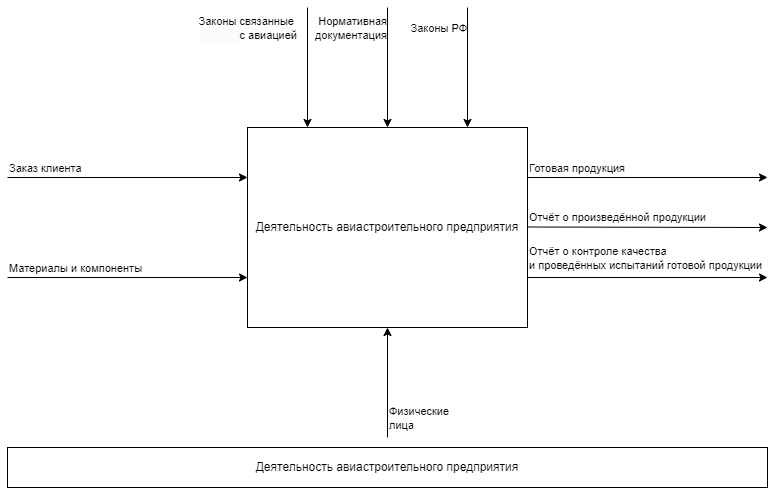 Законы связанные
с авиацией
Нормативная
документация
Законы РФ
Заказ клиента
Материалы и компоненты
Деятельность авиастроительного предприятия
Готовая продукция
Отчёт о произведённой продукции
Отчёт о контроле качества
и проведённых испытаний готовой продукции
Физические
лица
Деятельность авиастроительного предприятия